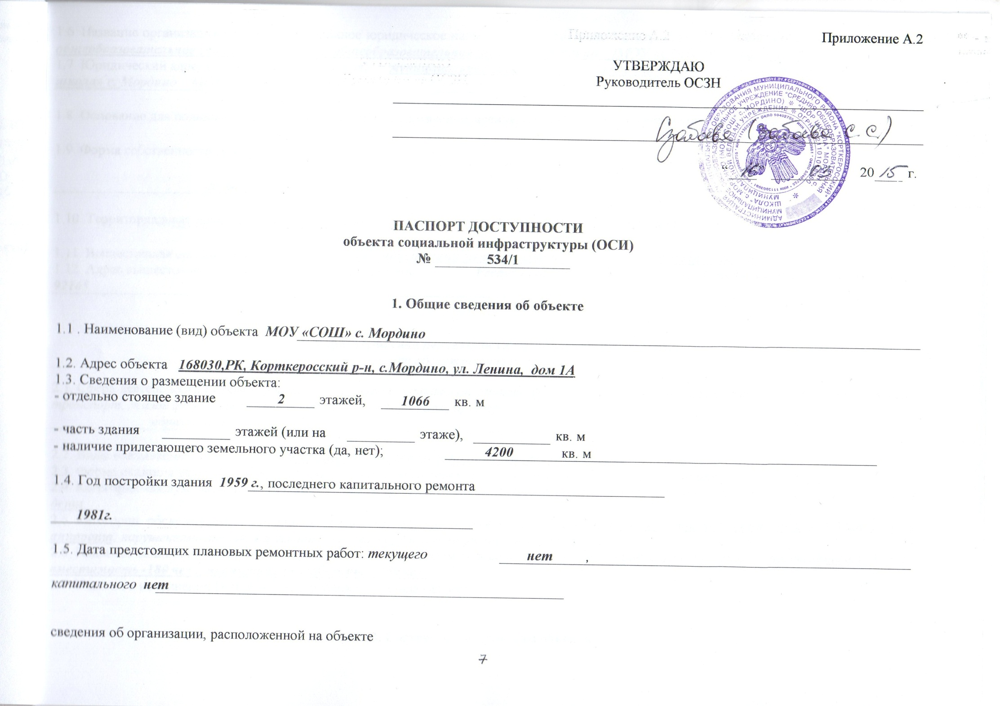 Приложение А.2
УТВЕРЖДАЮ
Руководитель ОСЗН
“ 16 ” 03 2015 г.
ПАСПОРТ ДОСТУПНОСТИ
объекта социальной инфраструктуры (ОСИ)
№ 534/1
1. Общие сведения об объекте
1.1 . Наименование (вид) объекта МОУ «СОШ» с. Мордино
1.2. Адрес объекта 168030,РК, Корткеросский р-н, с.Мордино, ул. Ленина, дом 1А
1.3. Сведения о размещении объекта:
- отдельно стоящее здание 2 этажей, 1066 кв. м
- часть здания __________ этажей (или на __________ этаже), ___________ кв. м
- наличие прилегающего земельного участка (да, нет); 4200 кв. м
1.4. Год постройки здания 1959 г., последнего капитального ремонта
1981г.
1.5. Дата предстоящих плановых ремонтных работ: текущего нет ,
капитального нет
сведения об организации, расположенной на объекте
7